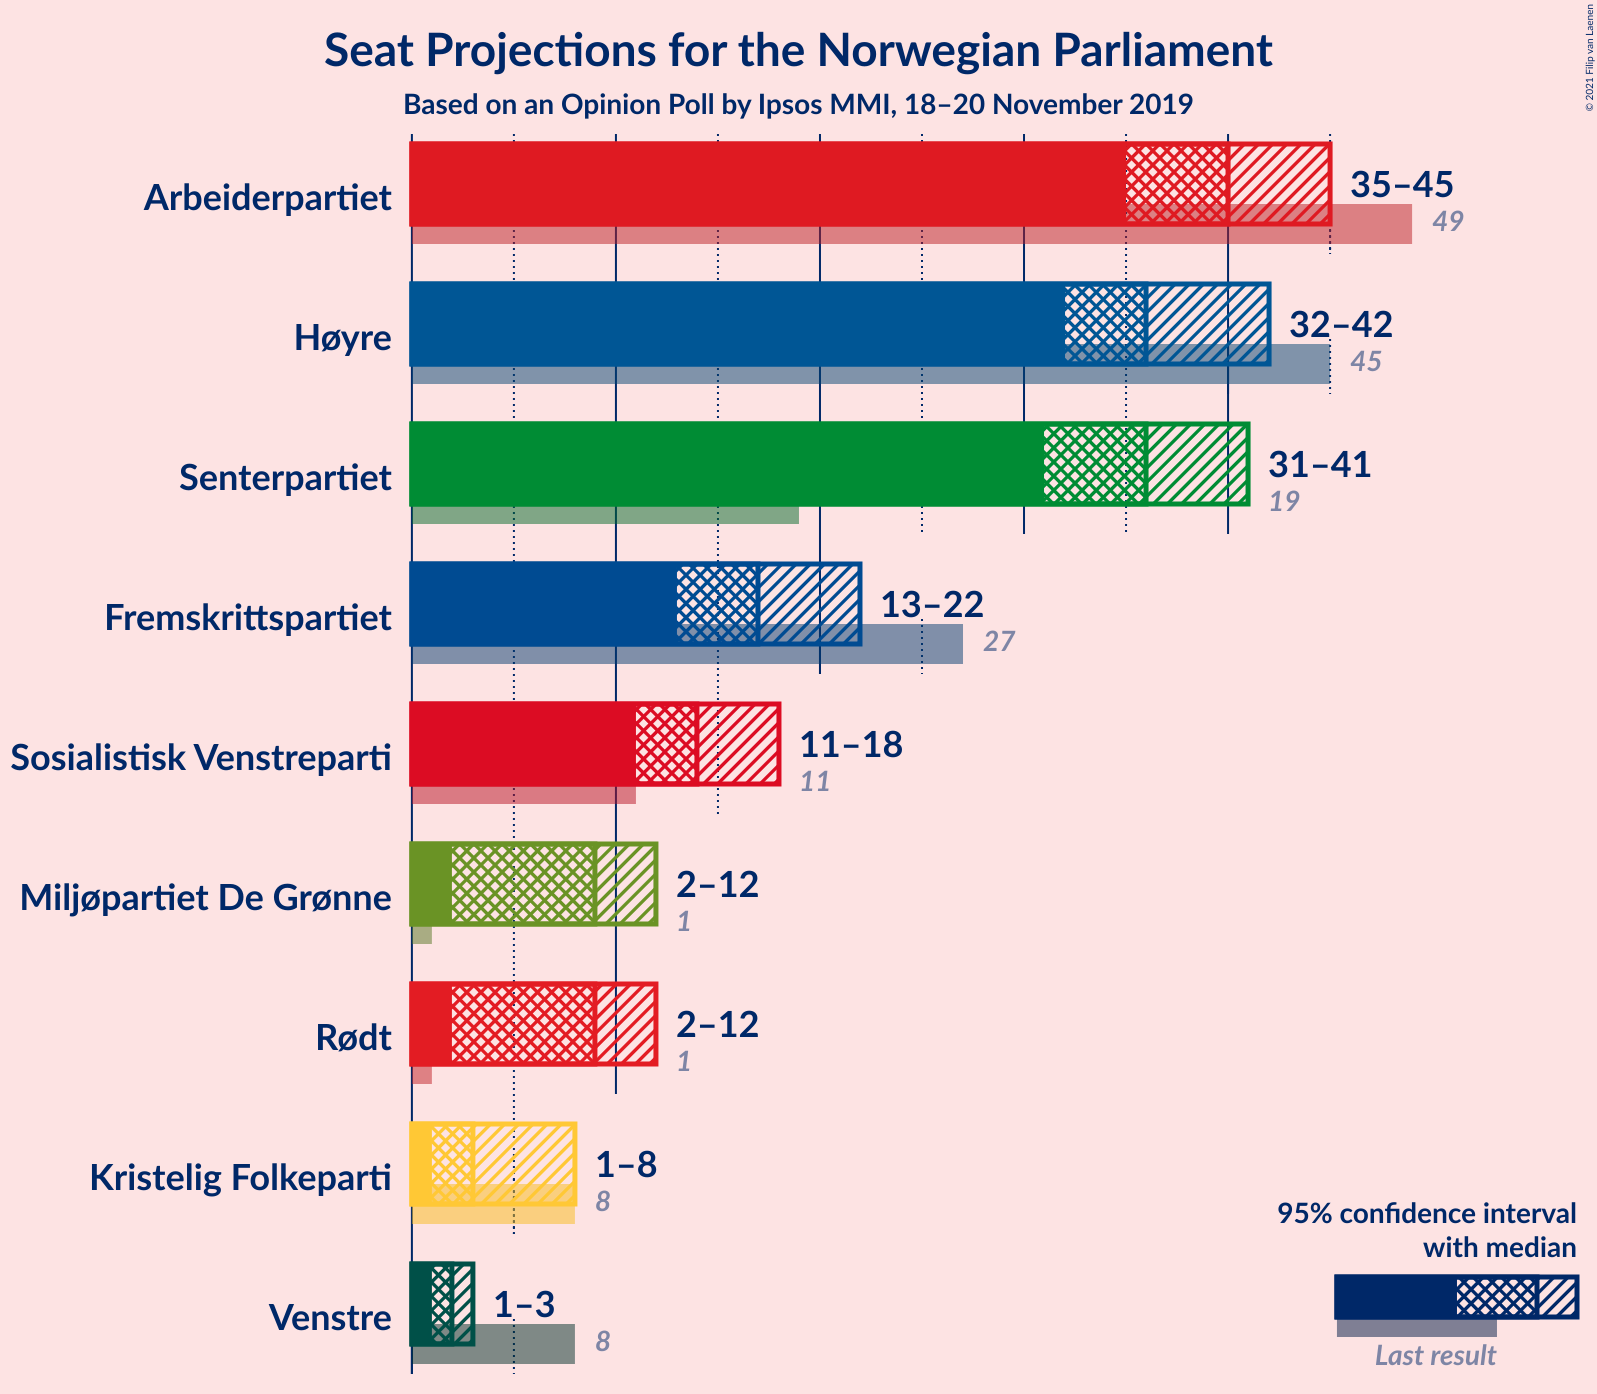 Seat Projections for the Norwegian Parliament
Based on an Opinion Poll by Ipsos MMI, 18–20 November 2019
© 2021 Filip van Laenen
Arbeiderpartiet
35–45
49
Høyre
32–42
45
Senterpartiet
31–41
19
Fremskrittspartiet
13–22
27
Sosialistisk Venstreparti
11–18
11
Miljøpartiet De Grønne
2–12
1
Rødt
2–12
1
Kristelig Folkeparti
1–8
8
Venstre
1–3
8
95% confidence interval
with median
Last result